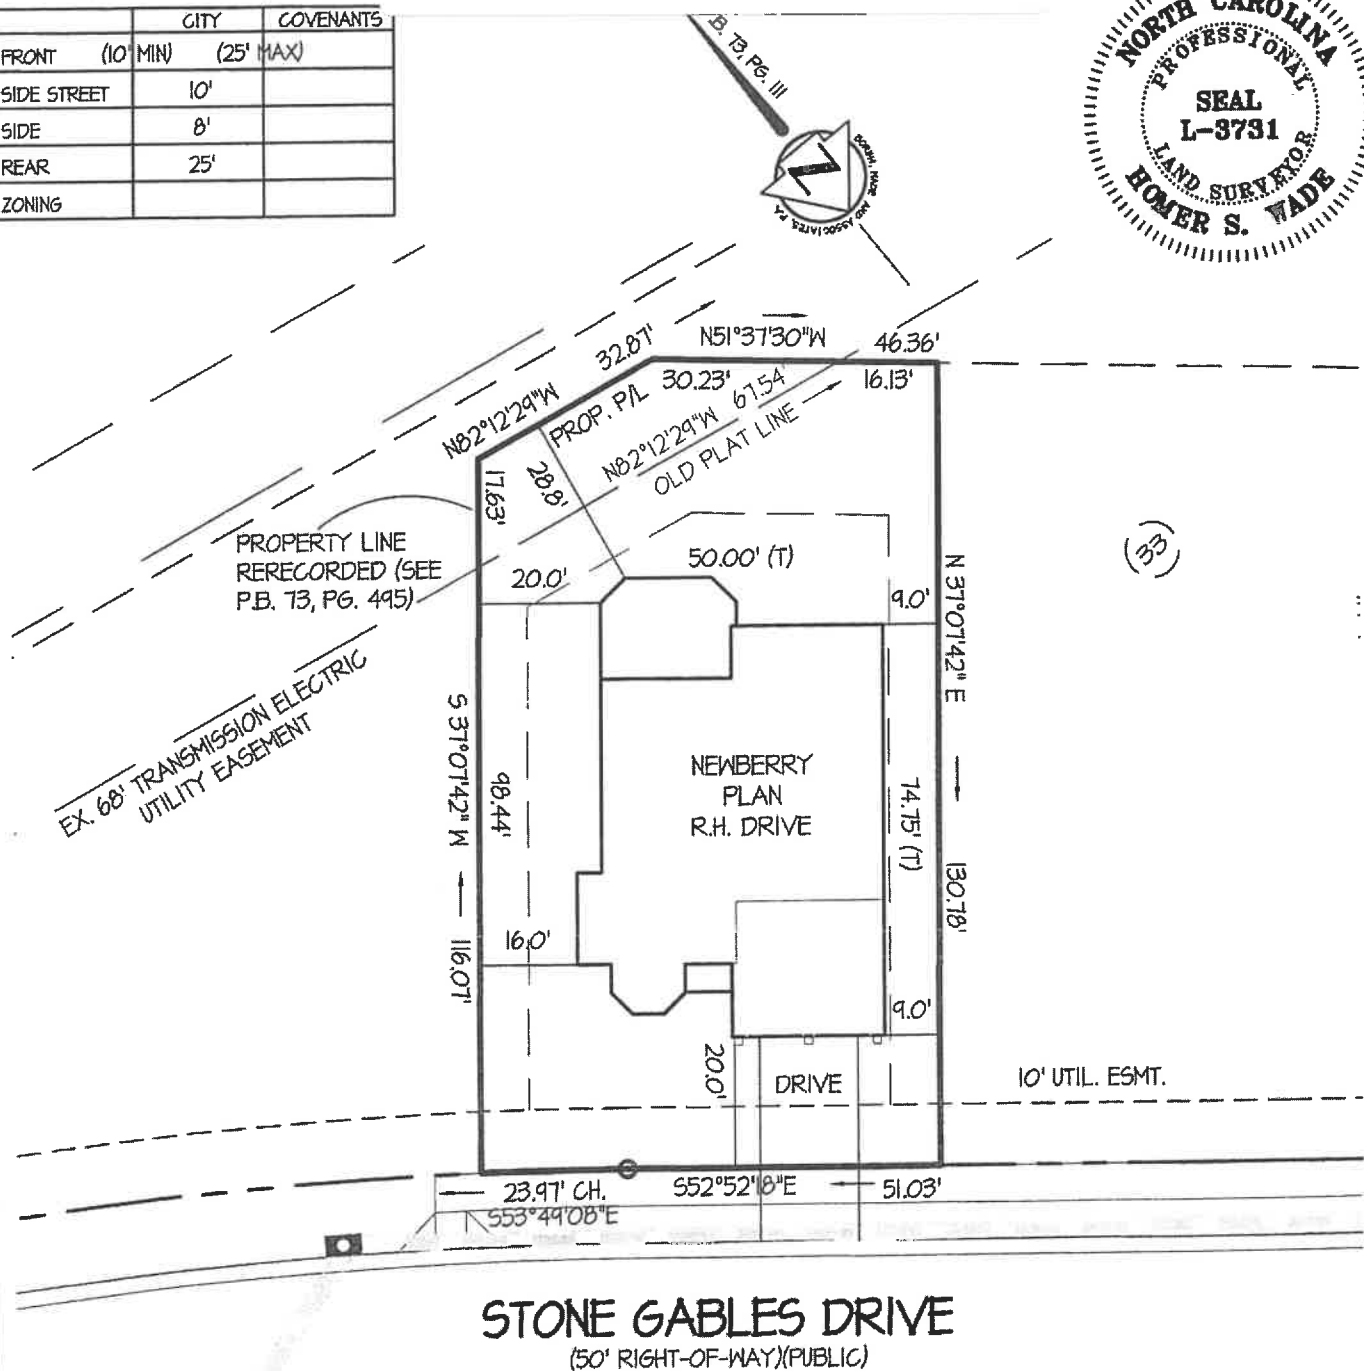 CITY COVENANTS
FRONT (10' MIN) (25' MAX)
SIDE STREET 10'
SIDE 8'
REAR 25'
ZONING
P.B. 73, PG. 111
N
WADE AND ASSOCIATES, P.A.
NORTH CAROLINA
PROFESSIONAL
SEAL
L-3731
LAND SURVEYOR
HOMER S. WADE
N51°37'30"W 46.36'
32.87'
30.23' 16.13'
N82°12'29"W
PROP. P/L
N82°12'29"W 67.54'
OLD PLAT LINE
17.63'
28.8'
PROPERTY LINE
RERECORDED (SEE
P.B. 73, PG. 495)
20.0'
50.00' (T)
9.0'
(33)
N 37°07'42" E
130.78'
EX. 68' TRANSMISSION ELECTRIC
UTILITY EASEMENT
S 37°07'42" W
116.07'
98.44'
NEWBERRY
PLAN
R.H. DRIVE
74.75' (T)
16.0'
9.0'
20.0'
DRIVE
10' UTIL. ESMT.
23.97' CH.
S53°49'08"E
S52°52'18"E 51.03'
STONE GABLES DRIVE
(50' RIGHT-OF-WAY)(PUBLIC)